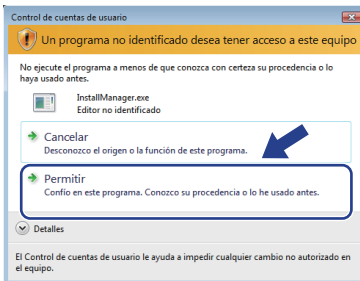 Control de cuentas de usuario
Un programa no identificado desea tener acceso a este equipo
No ejecute el programa a menos de que conozca con certeza su procedencia o lo
haya usado antes.
InstallManager.exe
Editor no identificado
Cancelar
Desconozco el origen o la función de este programa.
Permitir
Confío en este programa. Conozco su procedencia o lo he usado antes.
Detalles
El Control de cuentas de usuario le ayuda a impedir cualquier cambio no autorizado en
el equipo.